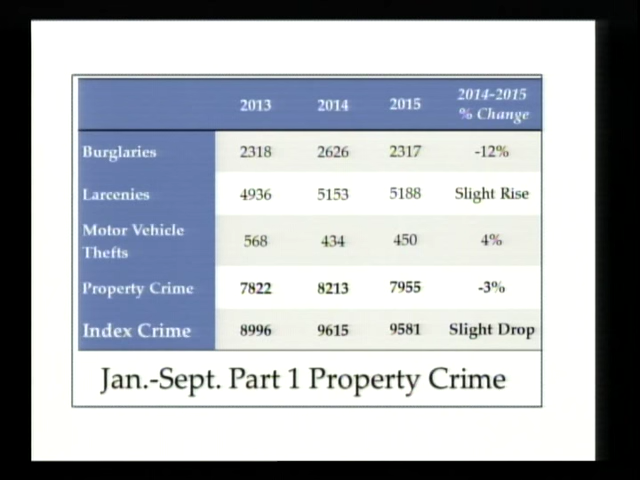 2013 2014 2015 2014-2015 % Change
Burglaries 2318 2626 2317 -12%
Larcenies 4936 5153 5188 Slight Rise
Motor Vehicle Thefts 568 434 450 4%
Property Crime 7822 8213 7955 -3%
Index Crime 8996 9615 9581 Slight Drop
Jan.-Sept. Part 1 Property Crime